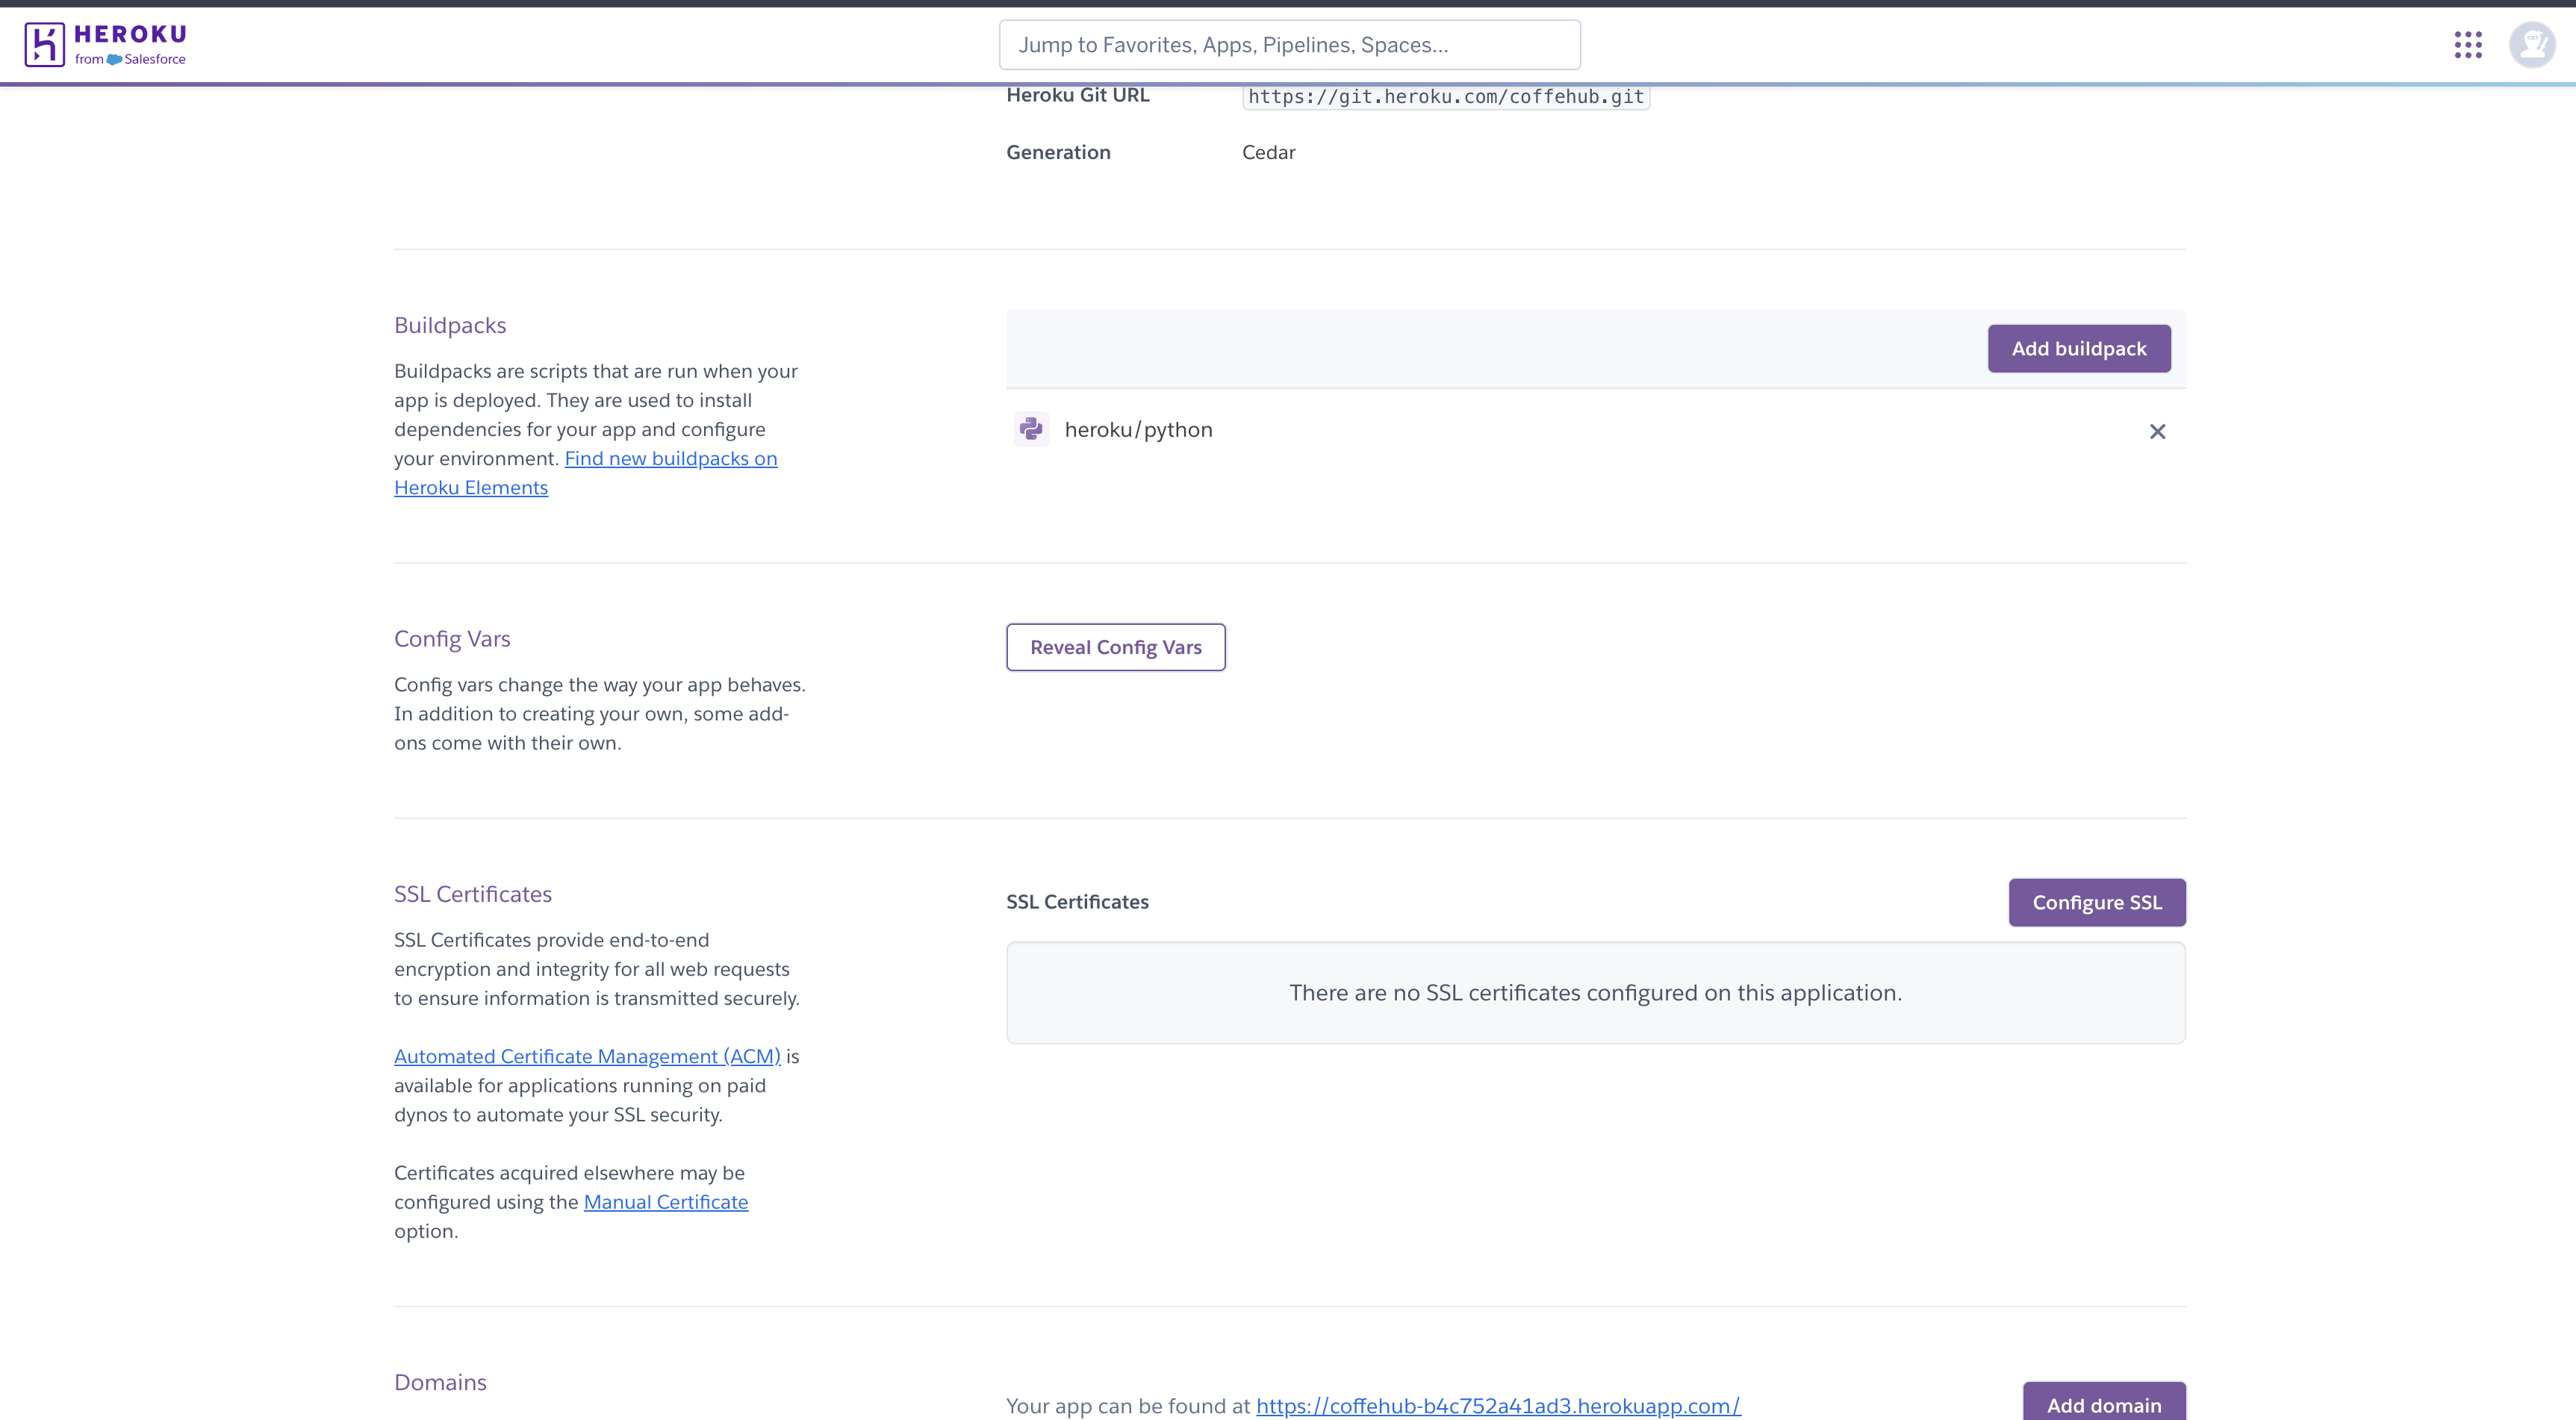 HEROKU
from Salesforce
Jump to Favorites, Apps, Pipelines, Spaces...
Heroku Git URL
https://git.heroku.com/coffehub.git
Generation
Cedar
Buildpacks
Buildpacks are scripts that are run when your
app is deployed. They are used to install
dependencies for your app and configure
your environment. Find new buildpacks on
Heroku Elements
Add buildpack
heroku/python
Config Vars
Config vars change the way your app behaves.
In addition to creating your own, some add-
ons come with their own.
Reveal Config Vars
SSL Certificates
SSL Certificates provide end-to-end
encryption and integrity for all web requests
to ensure information is transmitted securely.
Automated Certificate Management (ACM) is
available for applications running on paid
dynos to automate your SSL security.
Certificates acquired elsewhere may be
configured using the Manual Certificate
option.
SSL Certificates
Configure SSL
There are no SSL certificates configured on this application.
Domains
Your app can be found at https://coffehub-b4c752a41ad3.herokuapp.com/
Add domain